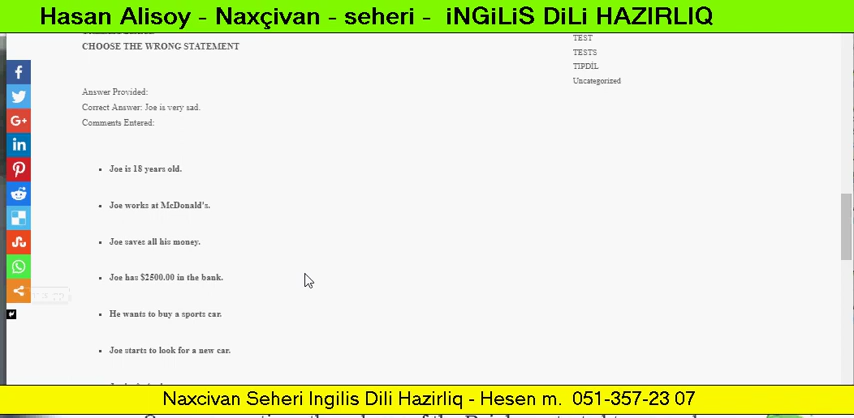 Hasan Alisoy - Naxçivan - seheri - iNGiLiS DiLi HAZIRLIQ
CHOOSE THE WRONG STATEMENT
TEST
TESTS
TIPDİL
Uncategorized
Answer Provided:
Correct Answer: Joe is very sad.
Comments Entered:
Joe is 18 years old.
Joe works at McDonald's.
Joe saves all his money.
Joe has $2500.00 in the bank.
He wants to buy a sports car.
Joe starts to look for a new car.
Naxcivan Seheri Ingilis Dili Hazirliq - Hesen m. 051-357-23 07